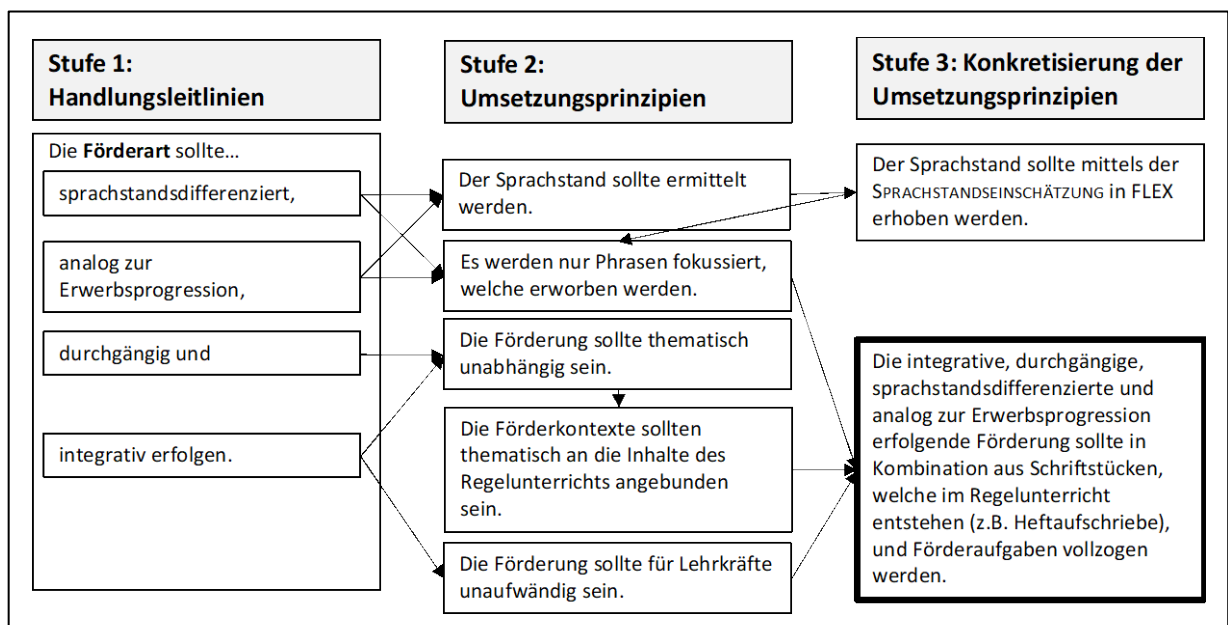 Stufe 1:
Handlungsleitlinien
Die Förderart sollte…
sprachstandsdifferenziert,
analog zur
Erwerbsprogression,
durchgängig und
integrativ erfolgen.
Stufe 2:
Umsetzungsprinzipien
Der Sprachstand sollte ermittelt
werden.
Es werden nur Phrasen fokussiert,
welche erworben werden.
Die Förderung sollte thematisch
unabhängig sein.
Die Förderkontexte sollten
thematisch an die Inhalte des
Regelunterrichts angebunden
sein.
Die Förderung sollte für Lehrkräfte
unaufwändig sein.
Stufe 3: Konkretisierung der
Umsetzungsprinzipien
Der Sprachstand sollte mittels der
SPRACHSTANDSEINSCHÄTZUNG in FLEX
erhoben werden.
Die integrative, durchgängige,
sprachstandsdifferenzierte und
analog zur Erwerbsprogression
erfolgende Förderung sollte in
Kombination aus Schriftstücken,
welche im Regelunterricht
entstehen (z.B. Heftaufschriebe),
und Förderaufgaben vollzogen
werden.